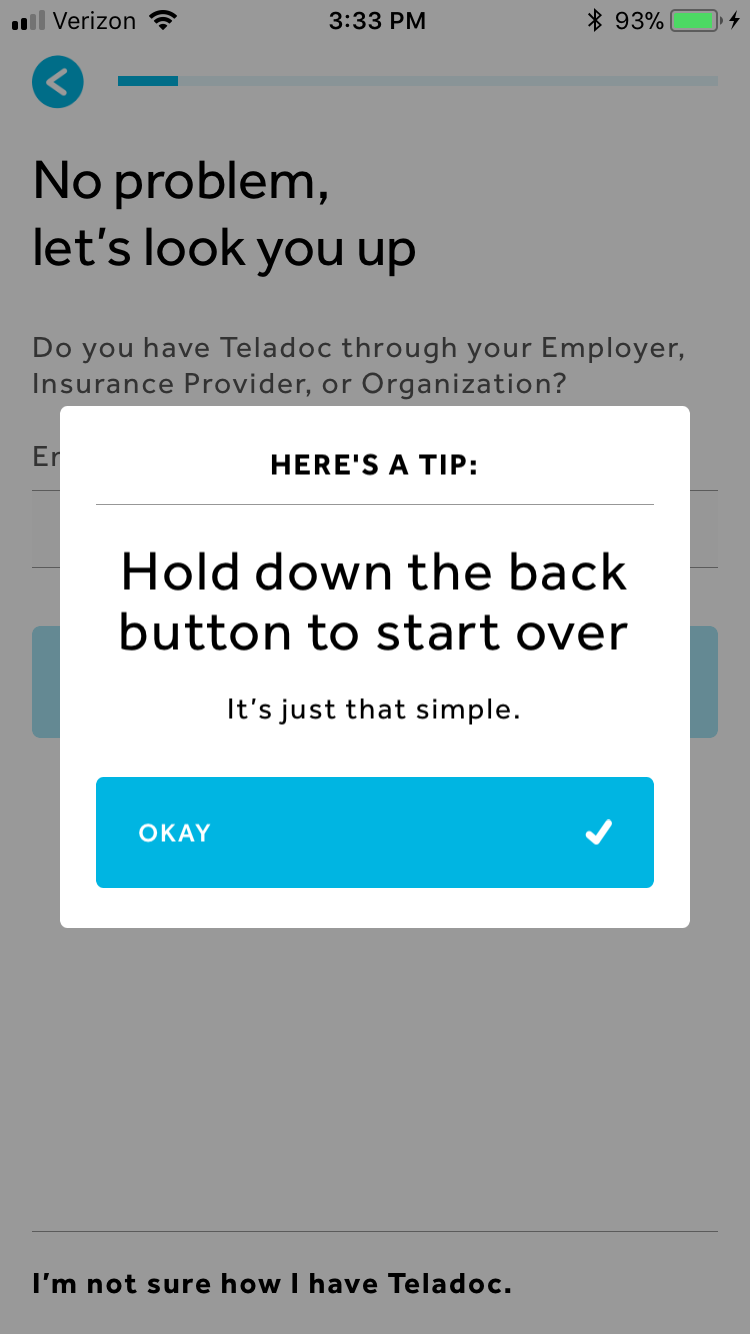 Verizon 3:33 PM 93%
No problem,
let's look you up
Do you have Teladoc through your Employer,
Insurance Provider, or Organization?
HERE'S A TIP:
Hold down the back
button to start over
It's just that simple.
OKAY
I'm not sure how I have Teladoc.